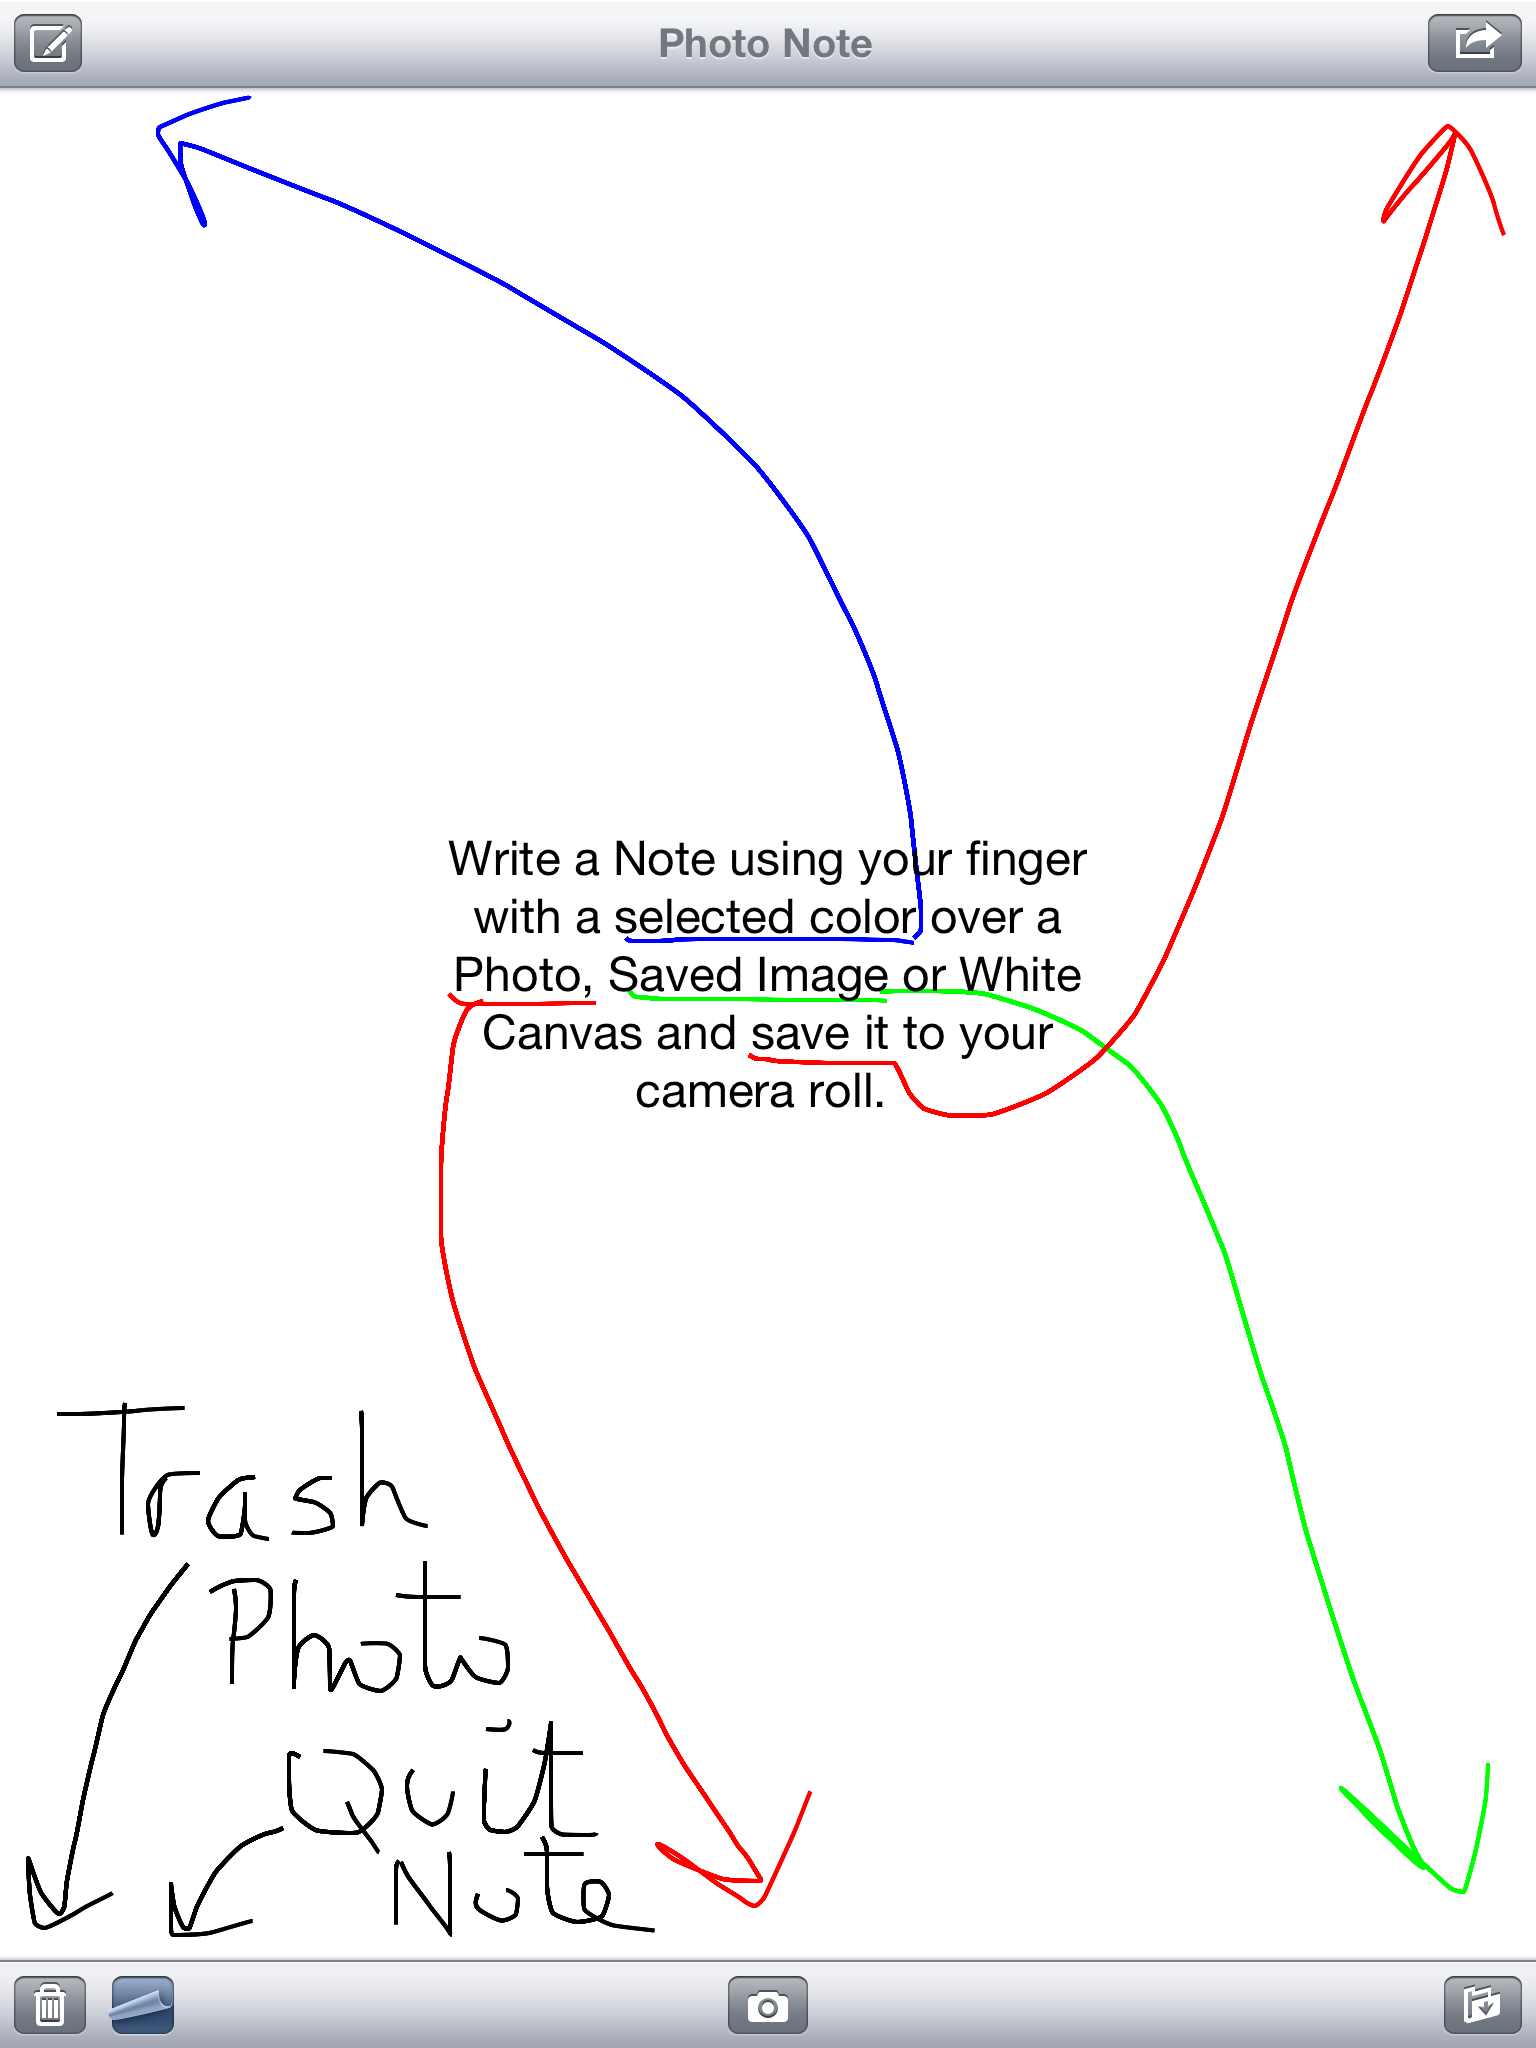 Photo Note
Write a Note using your finger
with a selected color over a
Photo, Saved Image or White
Canvas and save it to your
camera roll.
Trash
Photo
Quit
Note